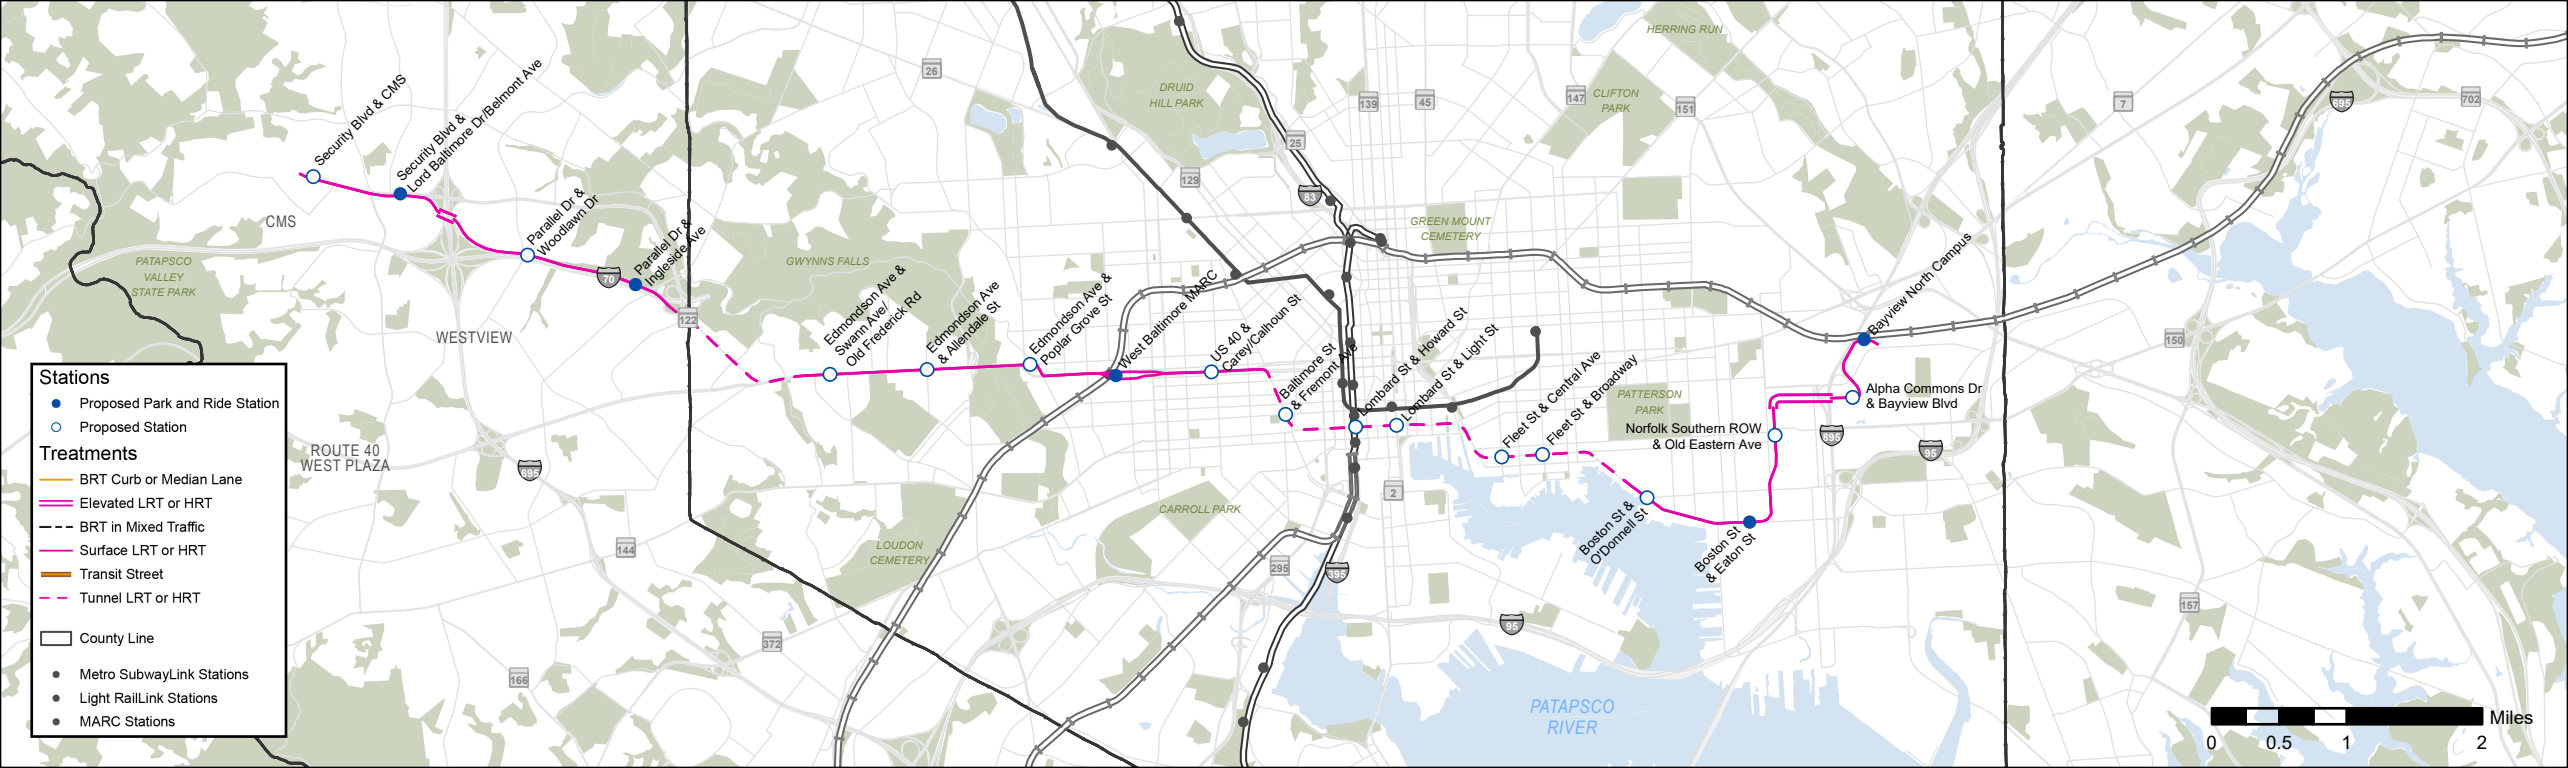 HERRING RUN
26
DRUID
HILL PARK
139
45
147
CLIFTON
PARK
151
7
695
702
Security Blvd & CMS
Security Blvd &
Lord Baltimore Dr/Belmont Ave
25
129
83
CMS
Parallel Dr &
Woodlawn Dr
Parallel Dr &
Ingleside Ave
70
122
PATAPSCO
VALLEY
STATE PARK
GWYNNS FALLS
GREEN MOUNT
CEMETERY
WESTVIEW
Edmondson Ave &
Swann Ave/
Old Frederick Rd
Edmondson Ave
& Allendale St
Edmondson Ave &
Poplar Grove St
West Baltimore MARC
US 40 &
Carey/Calhoun St
Baltimore St
& Fremont Ave
Lombard St & Howard St
Lombard St & Light St
Fleet St & Central Ave
Fleet St & Broadway
PATTERSON
PARK
Bayview North Campus
Alpha Commons Dr
& Bayview Blvd
Norfolk Southern ROW
& Old Eastern Ave
895
95
150
Stations
Proposed Park and Ride Station
Proposed Station
Treatments
BRT Curb or Median Lane
Elevated LRT or HRT
BRT in Mixed Traffic
Surface LRT or HRT
Transit Street
Tunnel LRT or HRT
County Line
Metro SubwayLink Stations
Light RailLink Stations
MARC Stations
ROUTE 40
WEST PLAZA
695
2
CARROLL PARK
Boston St &
O'Donnell St
Boston St
& Eaton St
144
LOUDON
CEMETERY
295
395
95
157
372
166
PATAPSCO
RIVER
Miles
0
0.5
1
2